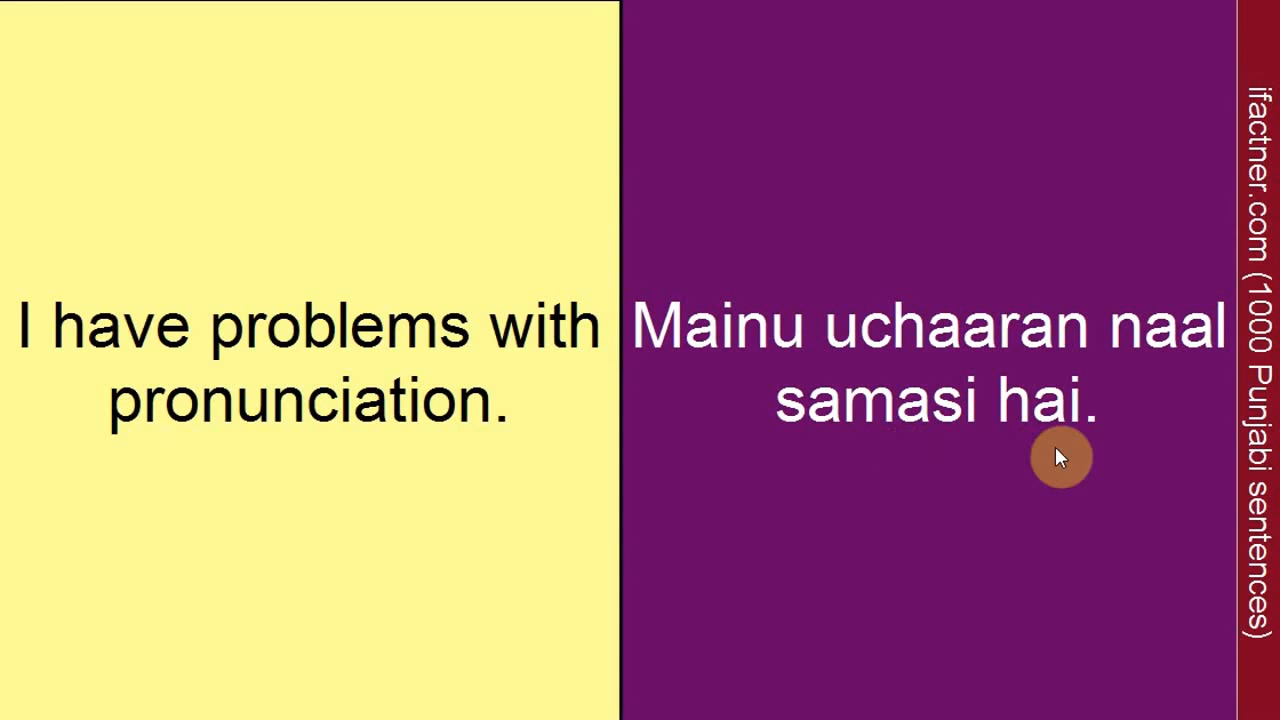 I have problems with
pronunciation.
Mainu uchaaran naal
samasi hai.
ifactner.com (1000 Punjabi sentences)